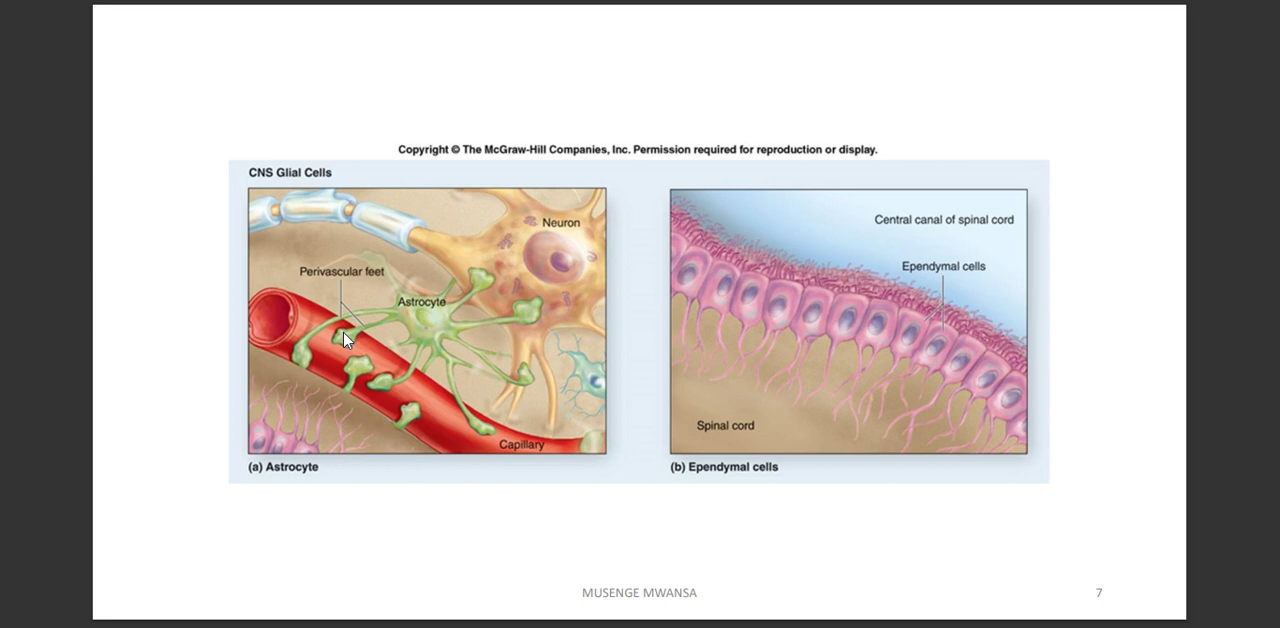 Copyright © The McGraw-Hill Companies, Inc. Permission required for reproduction or display.
CNS Glial Cells
Neuron
Perivascular feet
Astrocyte
Capillary
(a) Astrocyte
Central canal of spinal cord
Ependymal cells
Spinal cord
(b) Ependymal cells
MUSENGE MWANSA
7